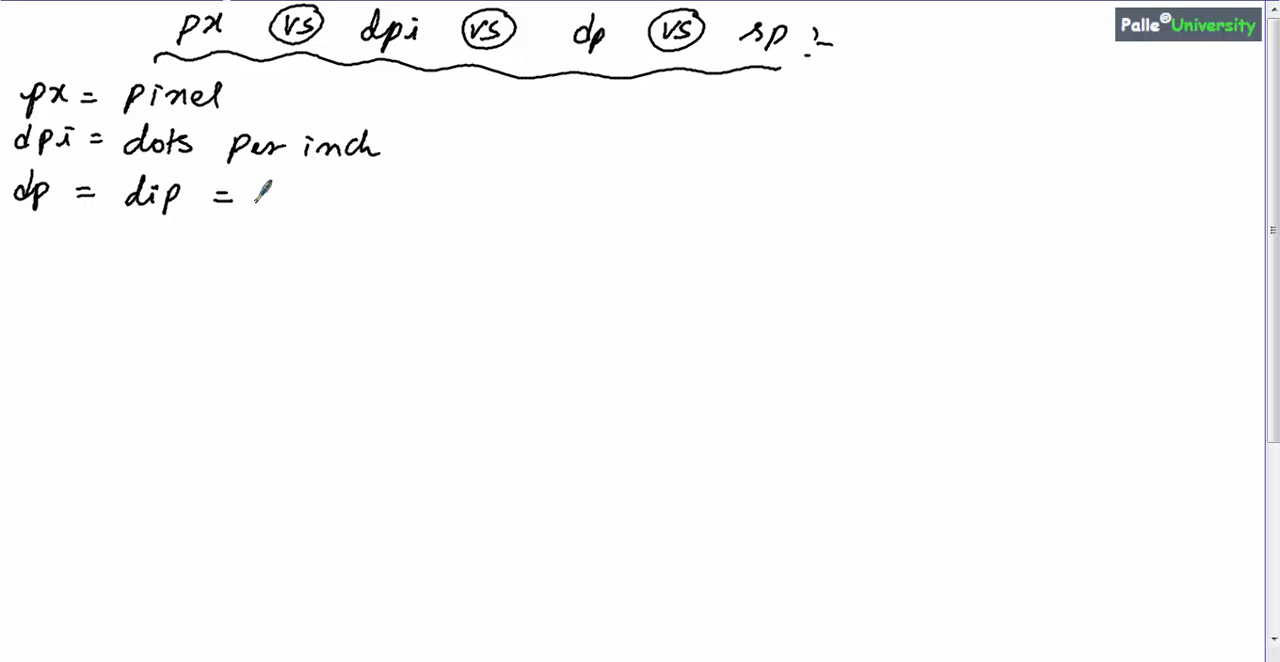 px vs dpi vs dp vs sp :-
Palle®University
px = pixel
dpi = dots per inch
dp = dip =